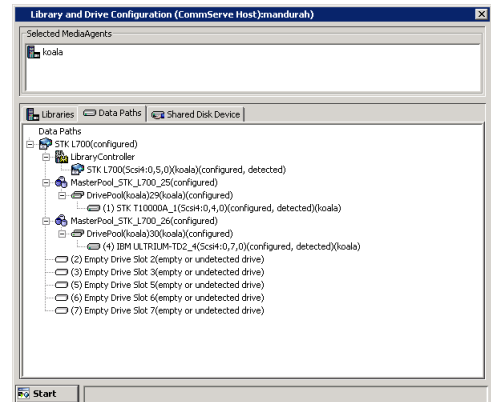 Library and Drive Configuration (CommServe Host):mandurah)
Selected MediaAgents
koala
Libraries
Data Paths
Shared Disk Device
Data Paths
STK L700(configured)
LibraryController
STK L700(Scsi4:0,5,0)(koala)(configured, detected)
MasterPool_STK_L700_25(configured)
DrivePool(koala)29(koala)(configured)
(1) STK T10000A_1(Scsi4:0,4,0)(configured, detected)(koala)
MasterPool_STK_L700_26(configured)
DrivePool(koala)30(koala)(configured)
(4) IBM ULTRIUM-TD2_4(Scsi4:0,7,0)(configured, detected)(koala)
(2) Empty Drive Slot 2(empty or undetected drive)
(3) Empty Drive Slot 3(empty or undetected drive)
(5) Empty Drive Slot 5(empty or undetected drive)
(6) Empty Drive Slot 6(empty or undetected drive)
(7) Empty Drive Slot 7(empty or undetected drive)
Start